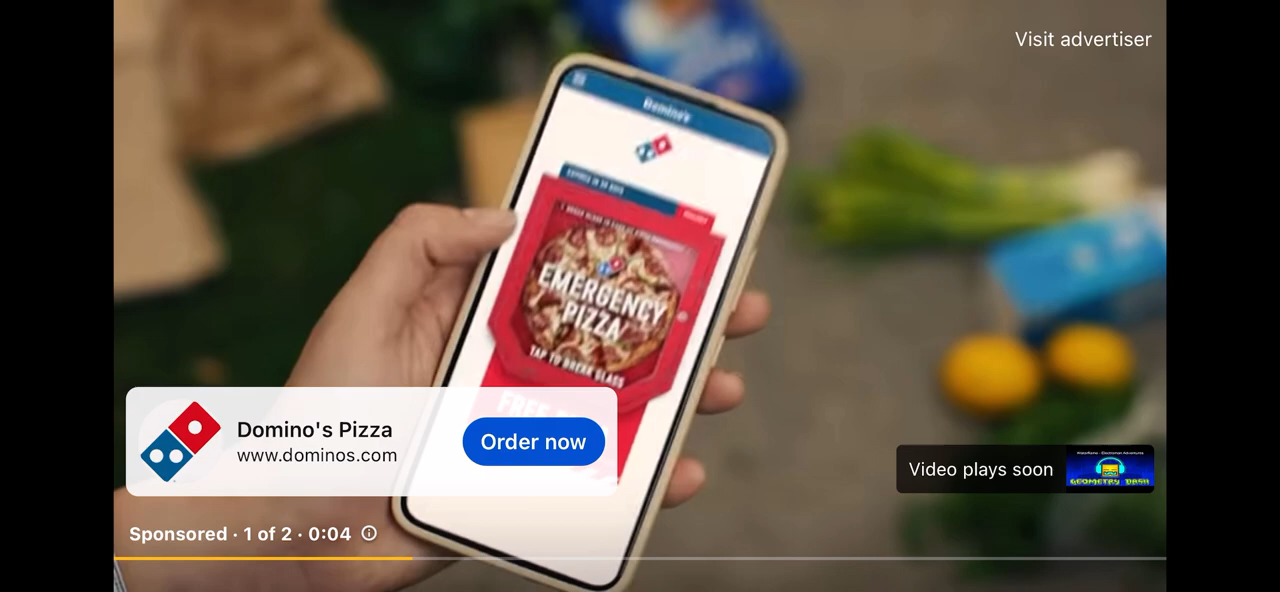 Visit advertiser
Domino's
EMERGENCY
PIZZA
TAP TO BREAK GLASS
FREE
Domino's Pizza
www.dominos.com
Order now
Video plays soon
GEOMETRY DASH
Sponsored · 1 of 2 · 0:04